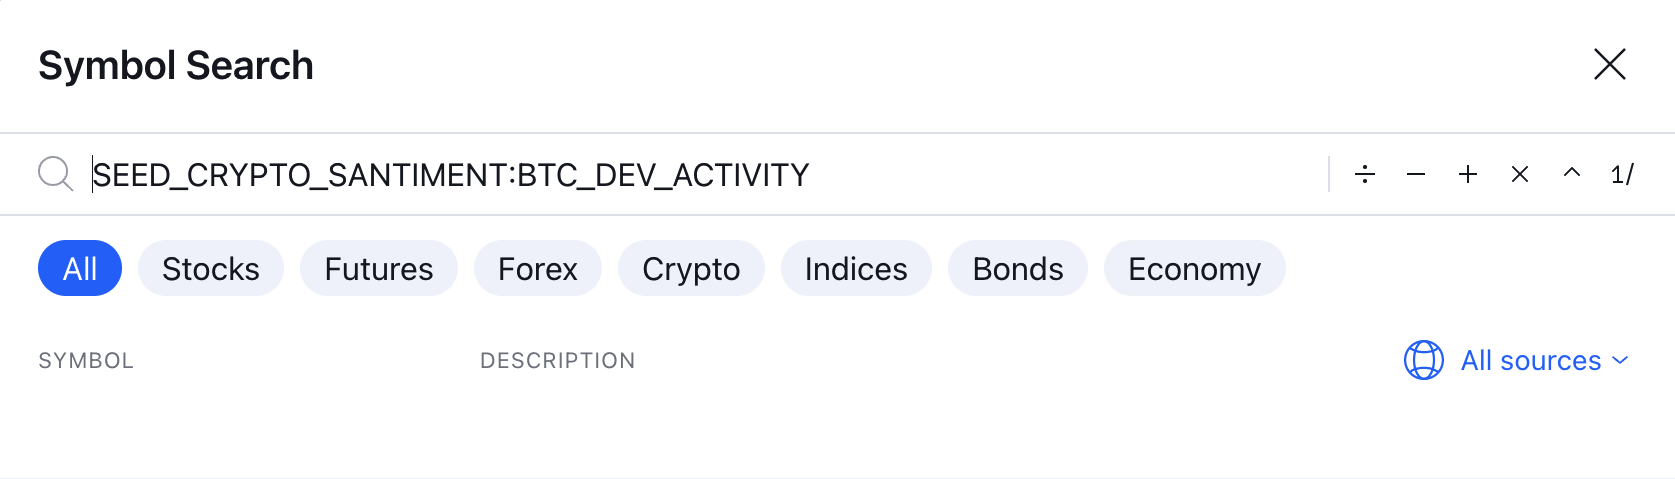 Symbol Search
SEED_CRYPTO_SANTIMENT:BTC_DEV_ACTIVITY ÷ − + × ^ 1/
All Stocks Futures Forex Crypto Indices Bonds Economy
SYMBOL DESCRIPTION All sources